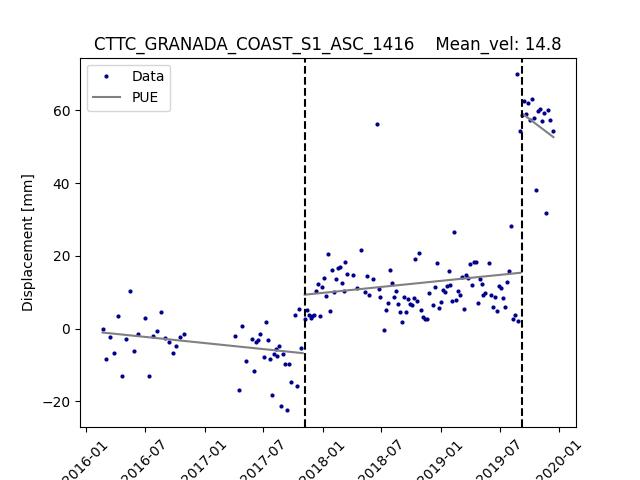 CTTC_GRANADA_COAST_S1_ASC_1416 Mean_vel: 14.8
Data
PUE
Displacement [mm]
60
40
20
0
−20
2016-01 2016-07 2017-01 2017-07 2018-01 2018-07 2019-01 2019-07 2020-01